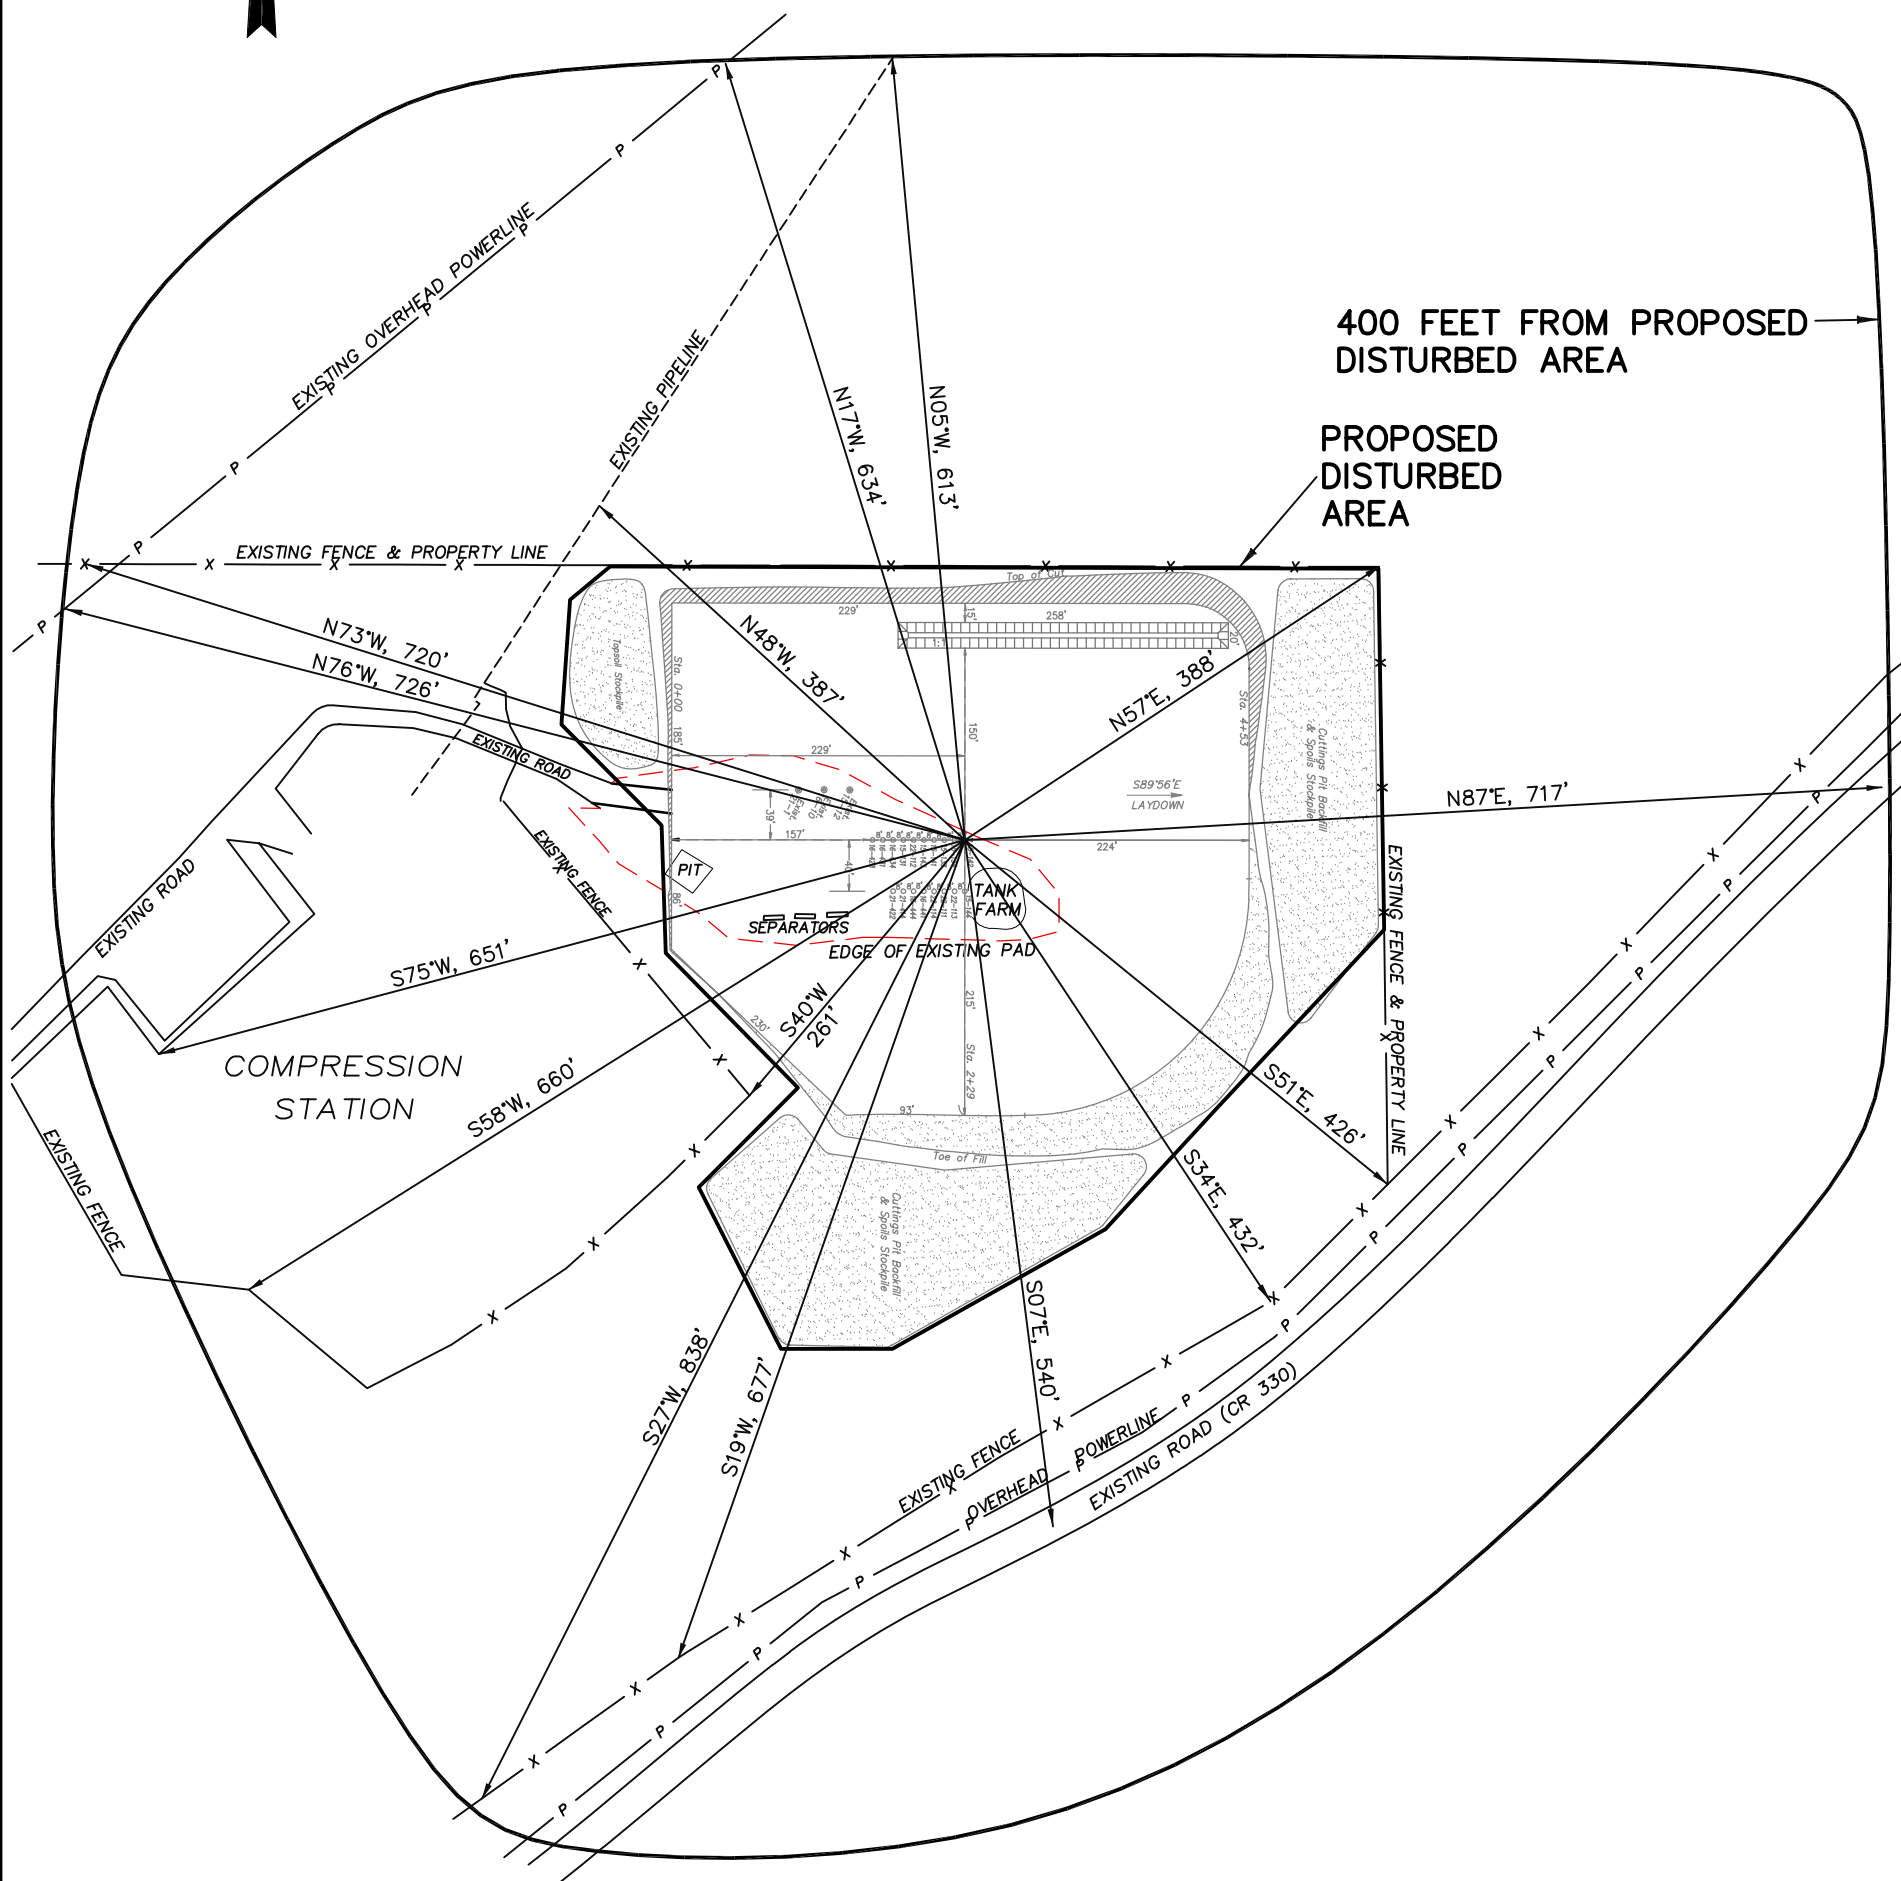 400 FEET FROM PROPOSED
DISTURBED AREA
PROPOSED
DISTURBED
AREA
P
P
EXISTING OVERHEAD POWERLINE
P
P
P
P
P
P
EXISTING PIPELINE
N17°W, 634'
N05°W, 613'
EXISTING FENCE & PROPERTY LINE
X
X
X
X
X
X
X
X
X
Top of Cut
229'
15'
258'
1:1
20'
N73°W, 720'
N76°W, 726'
N48°W, 387'
N57°E, 388'
Topsoil Stockpile
Sta. 0+00
185'
150'
Sta. 4+53
Cuttings Pit Backfill
& Spoils Stockpile
X
X
X
X
229'
S89°56'E
LAYDOWN
N87°E, 717'
EXISTING ROAD
39'
157'
224'
PIT
86'
TANK
FARM
SEPARATORS
EDGE OF EXISTING PAD
EXISTING FENCE
X
X
X
EXISTING ROAD
EXISTING FENCE & PROPERTY LINE
S75°W, 651'
S40°W
261'
230'
215'
Sta. 2+29
93'
Toe of Fill
Cuttings Pit Backfill
& Spoils Stockpile
COMPRESSION
STATION
S58°W, 660'
EXISTING FENCE
X
X
X
S51°E, 426'
S34°E, 432'
S07°E, 540'
S27°W, 838'
S19°W, 677'
X
X
X
X
X
X
X
X
P
P
P
P
P
P
P
EXISTING FENCE
OVERHEAD POWERLINE
EXISTING ROAD (CR 330)
X
X
X
X
X
X
P
P
P
P
P
P
P